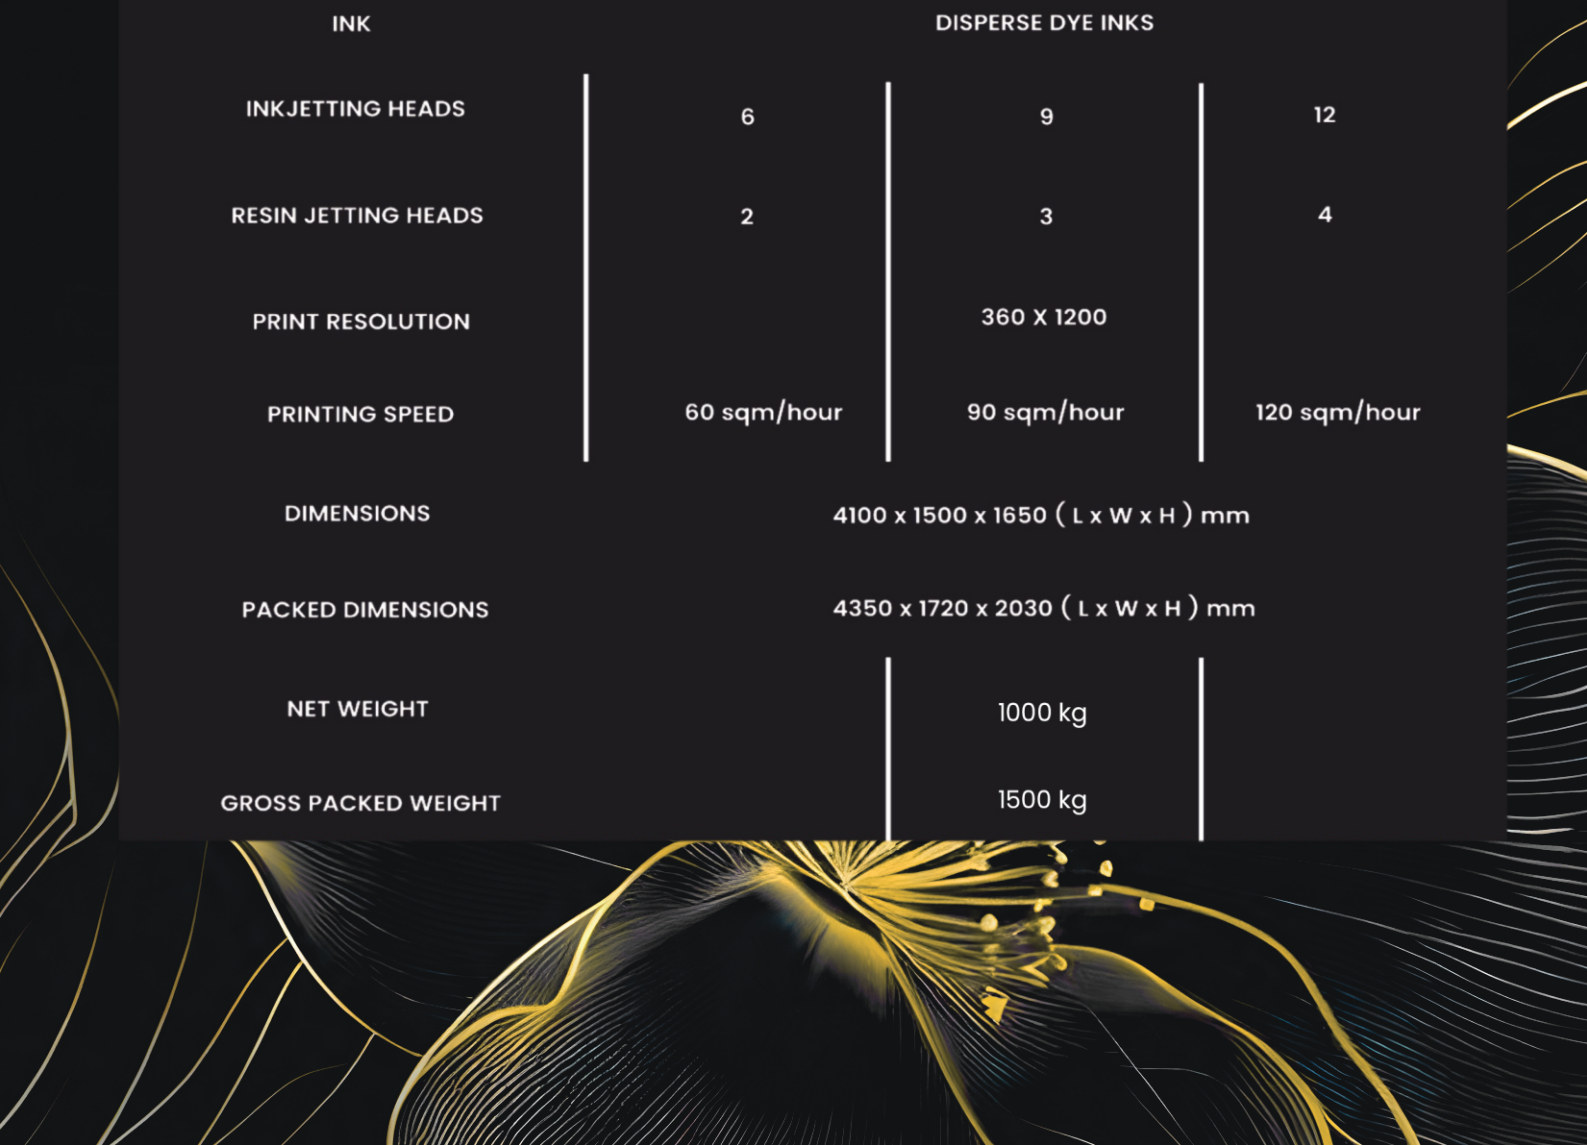 INK DISPERSE DYE INKS
INKJETTING HEADS 6 9 12
RESIN JETTING HEADS 2 3 4
PRINT RESOLUTION 360 X 1200
PRINTING SPEED 60 sqm/hour 90 sqm/hour 120 sqm/hour
DIMENSIONS 4100 x 1500 x 1650 ( L x W x H ) mm
PACKED DIMENSIONS 4350 x 1720 x 2030 ( L x W x H ) mm
NET WEIGHT 1000 kg
GROSS PACKED WEIGHT 1500 kg